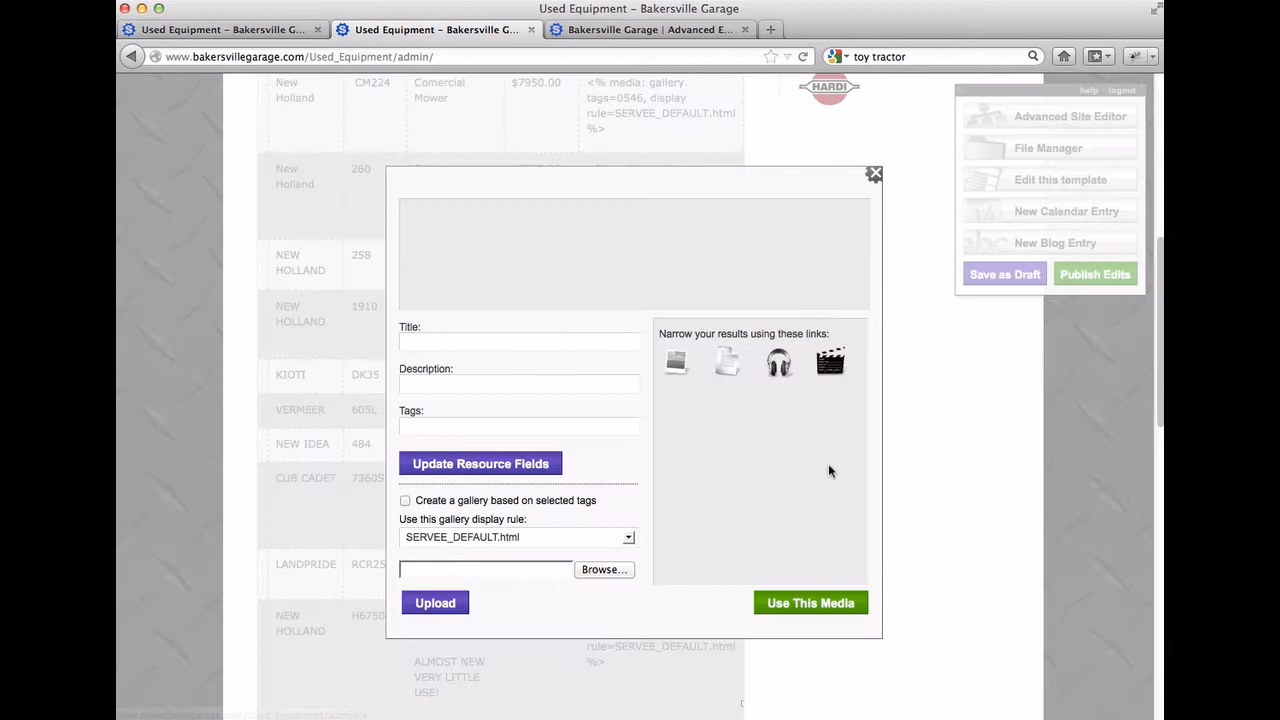 Used Equipment – Bakersville Garage
Used Equipment – Bakersville G...
Used Equipment – Bakersville G...
Bakersville Garage | Advanced E...
www.bakersvillegarage.com/Used_Equipment/admin/
toy tractor
New Holland
CM224
Comercial Mower
$7950.00
<% media: gallery.
tags=0546, display
rule=SERVEE_DEFAULT.html
%>
HARDI
help logout
Advanced Site Editor
File Manager
Edit this template
New Calendar Entry
New Blog Entry
Save as Draft
Publish Edits
New Holland
260
NEW HOLLAND
258
NEW HOLLAND
1910
KIOTI
DK35
VERMEER
605L
NEW IDEA
484
CUB CADET
7360S
LANDPRIDE
RCR25
NEW HOLLAND
H6750
rule=SERVEE_DEFAULT.html
%>
ALMOST NEW
VERY LITTLE
USE!
Title:
Description:
Tags:
Update Resource Fields
Create a gallery based on selected tags
Use this gallery display rule:
SERVEE_DEFAULT.html
Browse...
Upload
Narrow your results using these links:
Use This Media